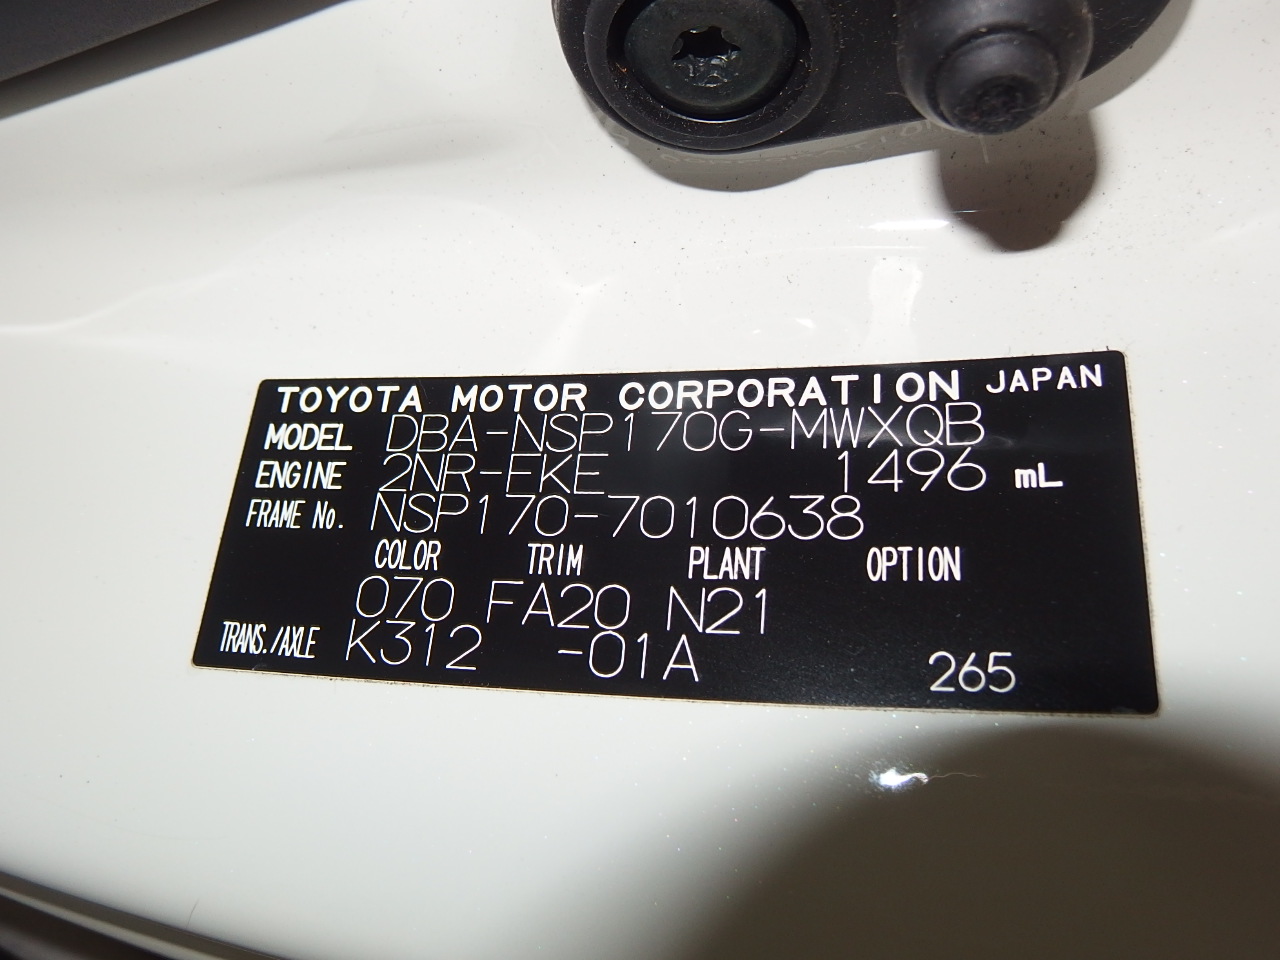 TOYOTA MOTOR CORPORATION JAPAN
MODEL DBA-NSP170G-MWXQB
ENGINE 2NR-FKE 1496 mL
FRAME No. NSP170-7010638
COLOR TRIM PLANT OPTION
070 FA20 N21
TRANS./AXLE K312 -01A
265